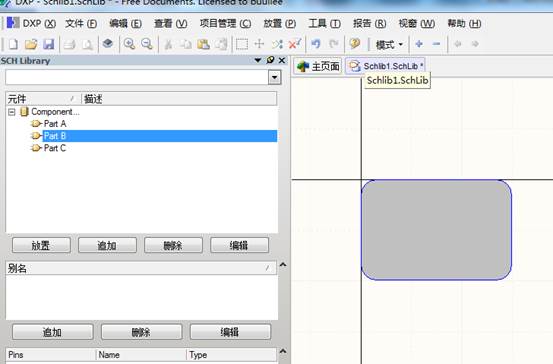 DXP - Schlib1.SchLib * - Free Documents. Licensed to buuilee
DXP (X) 文件 (F) 编辑 (E) 查看 (V) 项目管理 (C) 放置 (P) 工具 (T) 报告 (R) 视窗 (W) 帮助 (H)
模式
SCH Library
主页面 Schlib1.SchLib *
Schlib1.SchLib
元件 / 描述
Component...
Part A
Part B
Part C
放置 追加 删除 编辑
别名 /
追加 删除 编辑
Pins Name Type